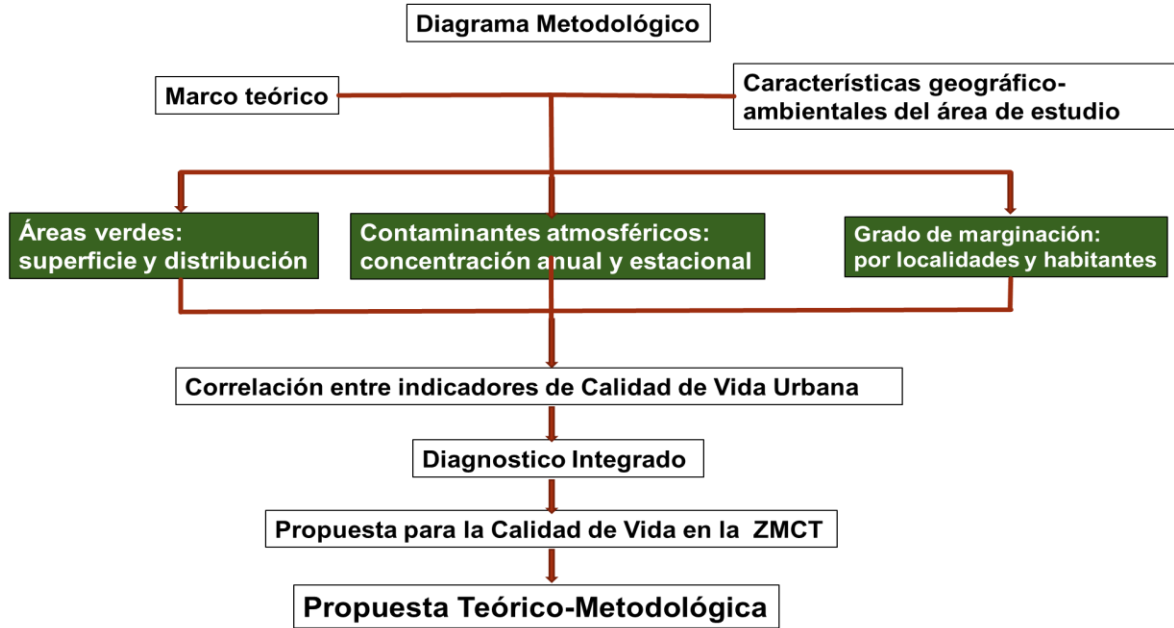 Diagrama Metodológico
Marco teórico
Características geográfico-
ambientales del área de estudio
Áreas verdes:
superficie y distribución
Contaminantes atmosféricos:
concentración anual y estacional
Grado de marginación:
por localidades y habitantes
Correlación entre indicadores de Calidad de Vida Urbana
Diagnostico Integrado
Propuesta para la Calidad de Vida en la ZMCT
Propuesta Teórico-Metodológica